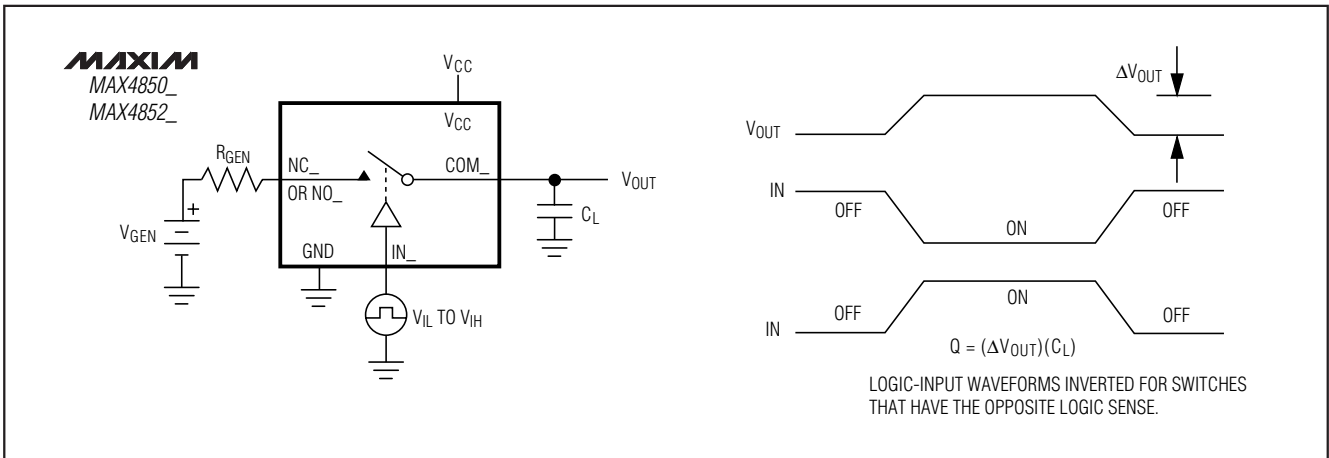 MAXIM
MAX4850_
MAX4852_
VCC
VCC
RGEN
NC_
OR NO_
COM_
VOUT
CL
VGEN
+
GND
IN_
VIL TO VIH
ΔVOUT
VOUT
IN
OFF
ON
OFF
IN
OFF
ON
OFF
Q = (ΔVOUT)(CL)
LOGIC-INPUT WAVEFORMS INVERTED FOR SWITCHES
THAT HAVE THE OPPOSITE LOGIC SENSE.